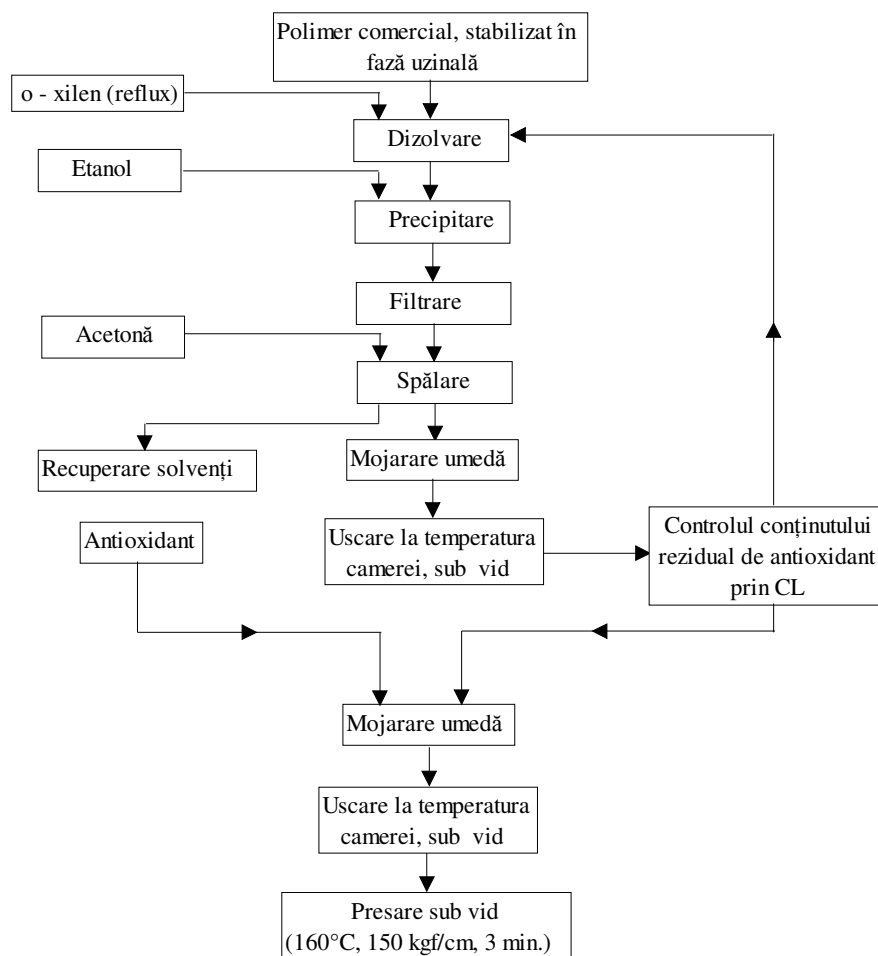 Polimer comercial, stabilizat în
fază uzinală
o - xilen (reflux)
Dizolvare
Etanol
Precipitare
Filtrare
Acetonă
Spălare
Mojarare umedă
Recuperare solvenți
Antioxidant
Uscare la temperatura
camerei, sub vid
Controlul conținutului
rezidual de antioxidant
prin CL
Mojarare umedă
Uscare la temperatura
camerei, sub vid
Presare sub vid
(160°C, 150 kgf/cm, 3 min.)